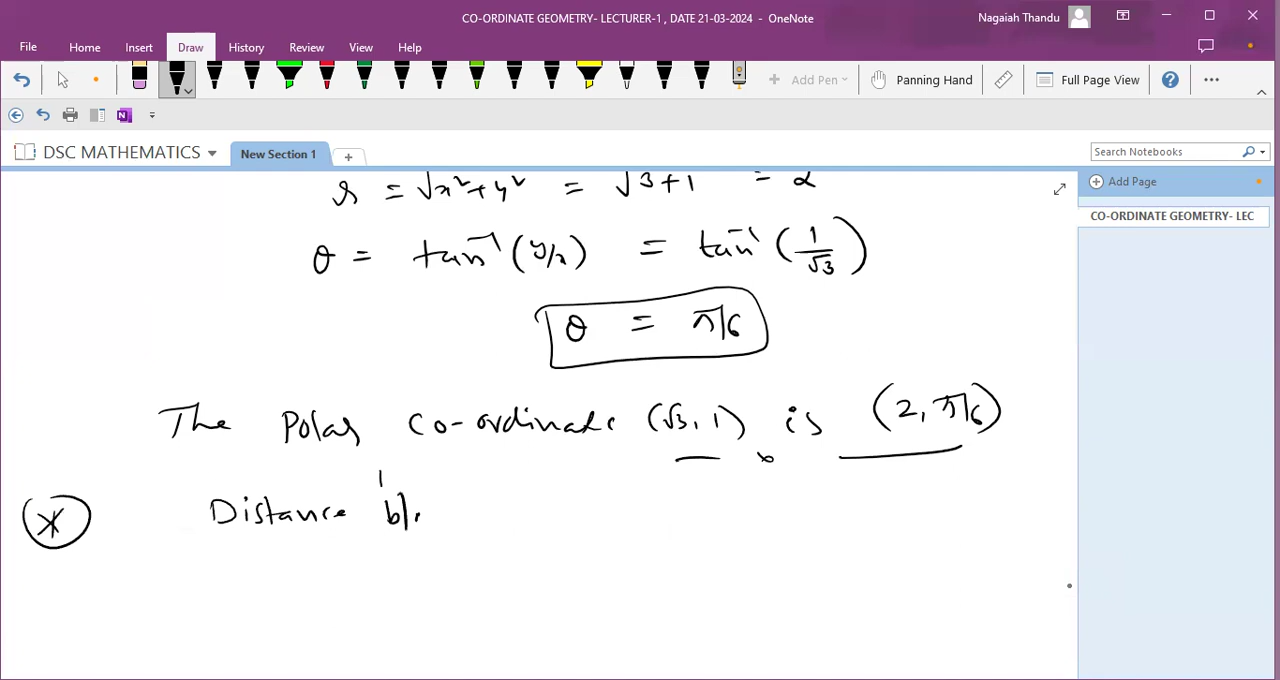 CO-ORDINATE GEOMETRY- LECTURER-1 , DATE 21-03-2024 - OneNote
Nagaiah Thandu
File Home Insert Draw History Review View Help
Add Pen Panning Hand Full Page View
DSC MATHEMATICS New Section 1 Search Notebooks
Add Page
CO-ORDINATE GEOMETRY- LEC
r = √x²+y² = √3+1 = 2
θ = tan⁻¹ (y/x) = tan⁻¹ (1/√3)
θ = π/6
The Polar co-ordinate (√3, 1) is (2, π/6)
Distance b/